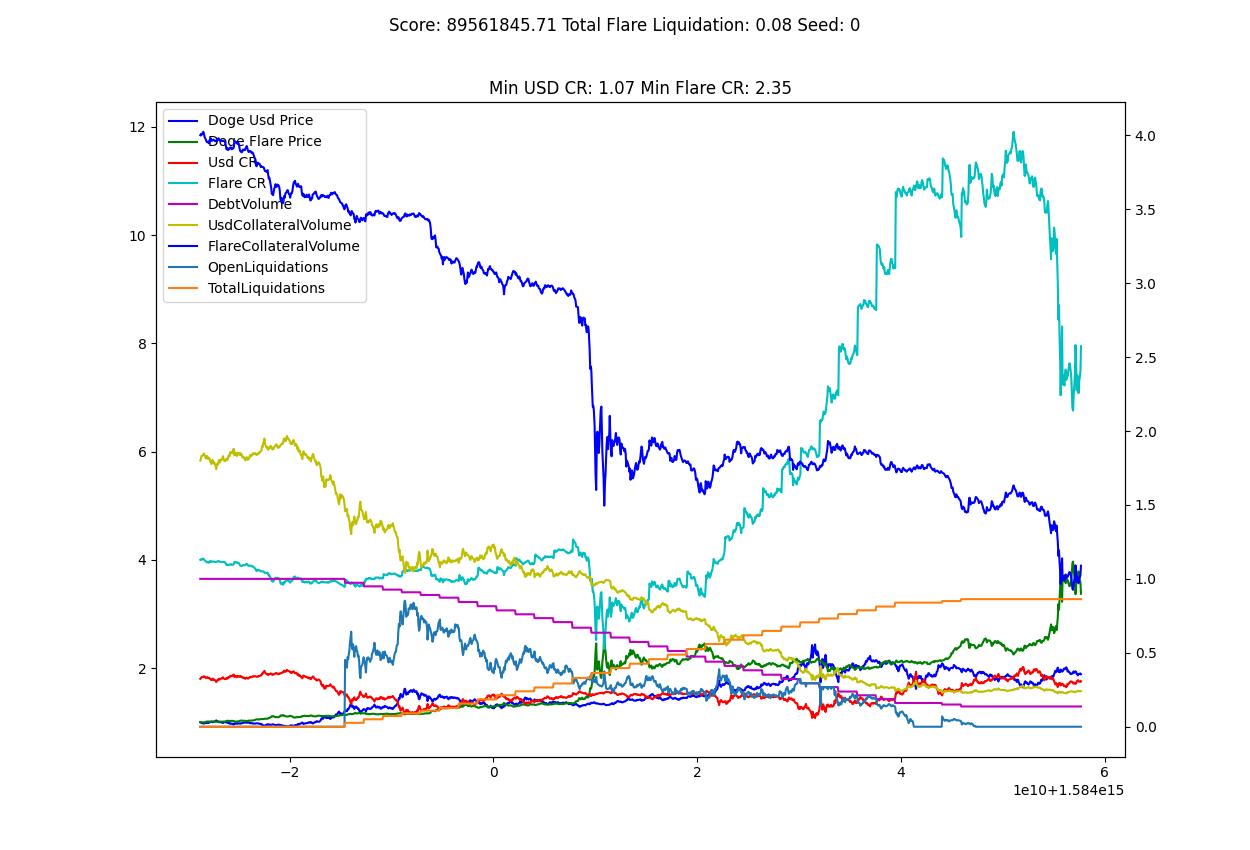 Score: 89561845.71 Total Flare Liquidation: 0.08 Seed: 0
Min USD CR: 1.07 Min Flare CR: 2.35
Doge Usd Price
Doge Flare Price
Usd CR
Flare CR
DebtVolume
UsdCollateralVolume
FlareCollateralVolume
OpenLiquidations
TotalLiquidations
12
10
8
6
4
2
4.0
3.5
3.0
2.5
2.0
1.5
1.0
0.5
0.0
−2 0 2 4 6
1e10+1.584e15